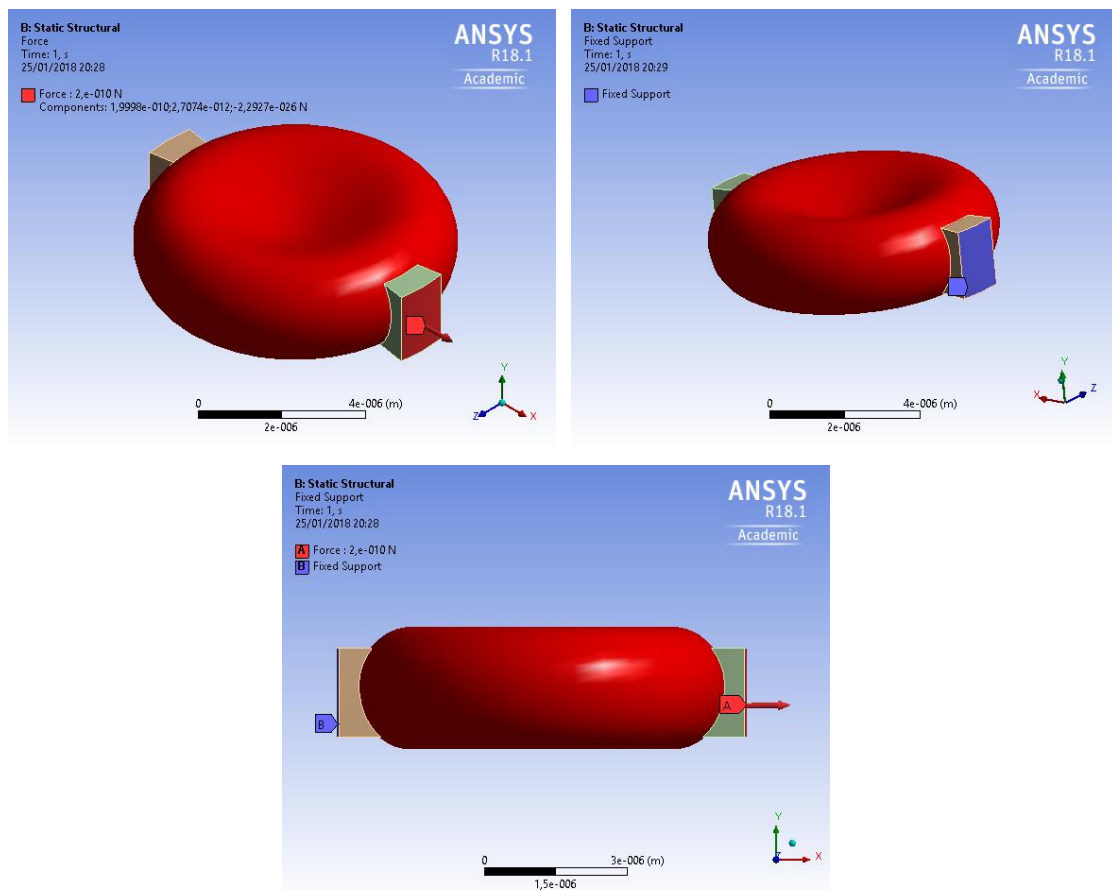 B: Static Structural
Force
Time: 1, s
25/01/2018 20:28
Force : 2,e-010 N
Components: 1,9998e-010;2,7074e-012;-2,2927e-026 N
ANSYS
R18.1
Academic
0
4e-006 (m)
2e-006
Y
Z
X
B: Static Structural
Fixed Support
Time: 1, s
25/01/2018 20:29
Fixed Support
ANSYS
R18.1
Academic
0
4e-006 (m)
2e-006
Y
X
Z
B: Static Structural
Fixed Support
Time: 1, s
25/01/2018 20:28
A Force : 2,e-010 N
B Fixed Support
ANSYS
R18.1
Academic
A
B
0
3e-006 (m)
1,5e-006
Y
Z
X